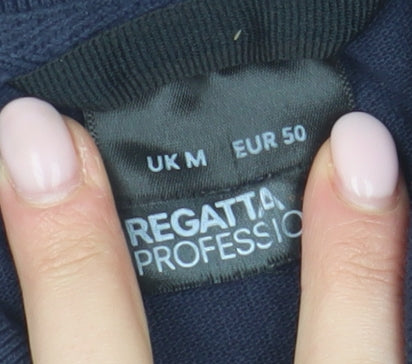 UK M EUR 50
REGATTA
PROFESSIO